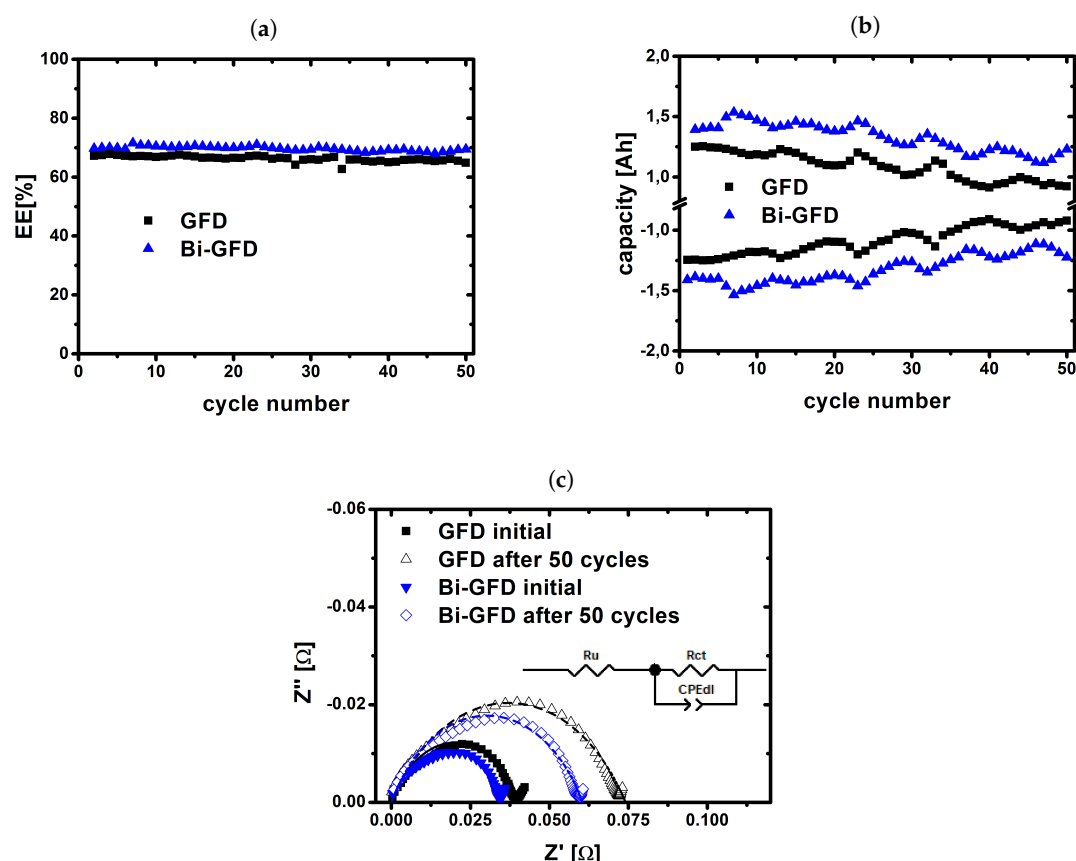 (a)
100
80
60
40
20
0
EE[%]
GFD
Bi-GFD
0 10 20 30 40 50
cycle number
(b)
2,0
1,5
1,0
-1,0
-1,5
-2,0
capacity [Ah]
GFD
Bi-GFD
0 10 20 30 40 50
cycle number
(c)
-0.06
-0.04
-0.02
0.00
Z'' [Ω]
GFD initial
GFD after 50 cycles
Bi-GFD initial
Bi-GFD after 50 cycles
Ru
Rct
CPEdl
0.000 0.025 0.050 0.075 0.100
Z' [Ω]